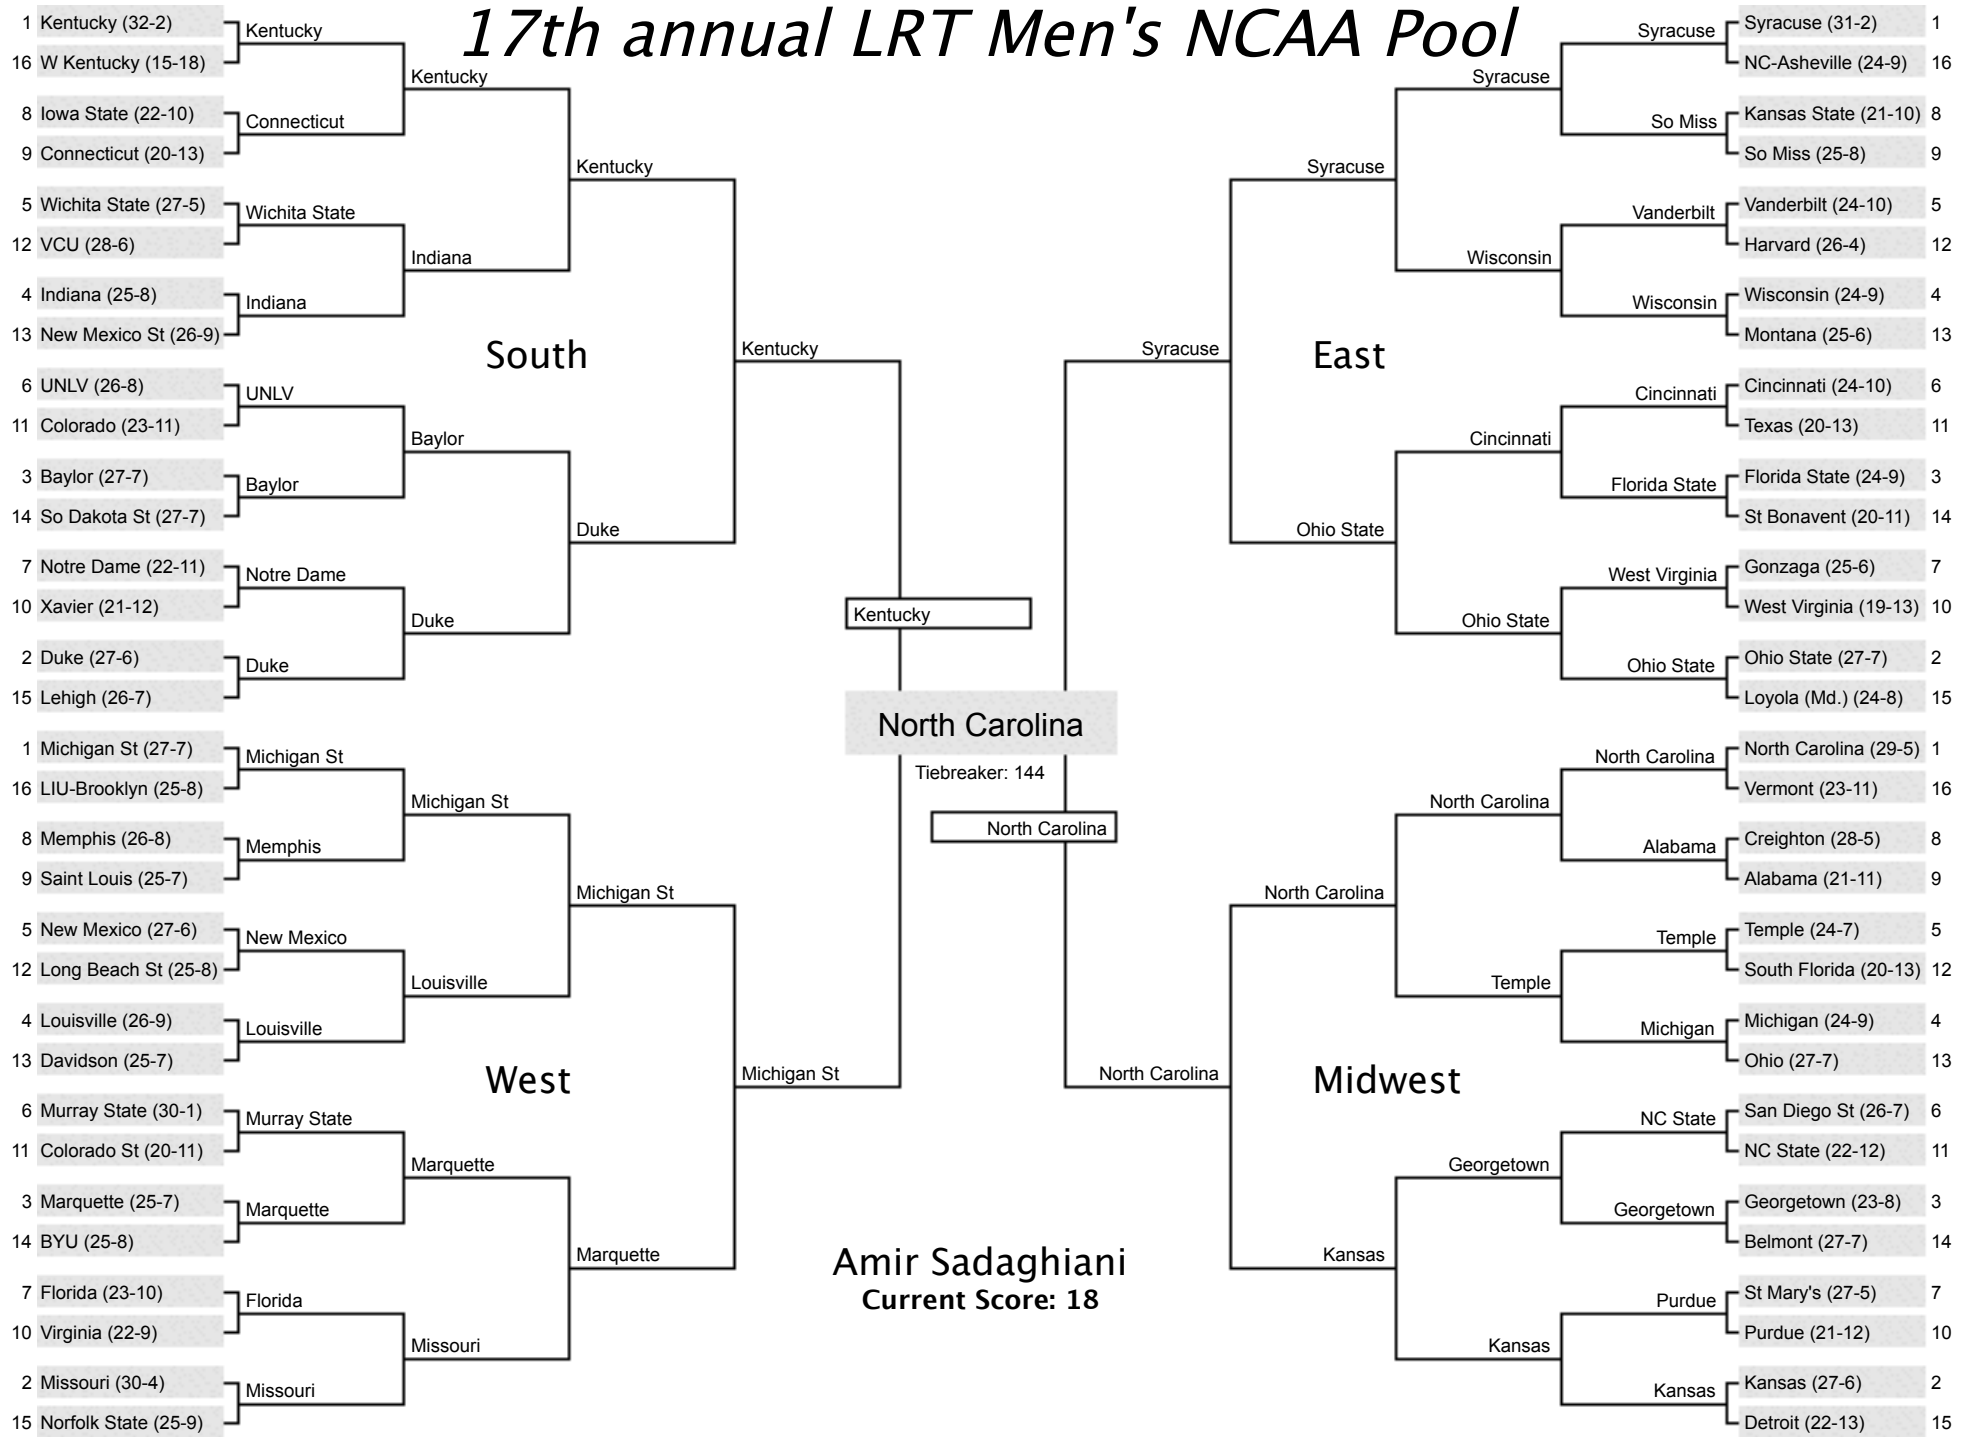 17th annual LRT Men's NCAA Pool
1 Kentucky (32-2)
16 W Kentucky (15-18)
8 Iowa State (22-10)
9 Connecticut (20-13)
5 Wichita State (27-5)
12 VCU (28-6)
4 Indiana (25-8)
13 New Mexico St (26-9)
6 UNLV (26-8)
11 Colorado (23-11)
3 Baylor (27-7)
14 So Dakota St (27-7)
7 Notre Dame (22-11)
10 Xavier (21-12)
2 Duke (27-6)
15 Lehigh (26-7)
Kentucky
Connecticut
Wichita State
Indiana
UNLV
Baylor
Notre Dame
Duke
Kentucky
Indiana
Baylor
Duke
Kentucky
Duke
Kentucky
South
1 Michigan St (27-7)
16 LIU-Brooklyn (25-8)
8 Memphis (26-8)
9 Saint Louis (25-7)
5 New Mexico (27-6)
12 Long Beach St (25-8)
4 Louisville (26-9)
13 Davidson (25-7)
6 Murray State (30-1)
11 Colorado St (20-11)
3 Marquette (25-7)
14 BYU (25-8)
7 Florida (23-10)
10 Virginia (22-9)
2 Missouri (30-4)
15 Norfolk State (25-9)
Michigan St
Memphis
New Mexico
Louisville
Murray State
Marquette
Florida
Missouri
Michigan St
Louisville
Marquette
Missouri
Michigan St
Marquette
Michigan St
West
Kentucky
North Carolina
Tiebreaker: 144
North Carolina
Syracuse (31-2) 1
NC-Asheville (24-9) 16
Kansas State (21-10) 8
So Miss (25-8) 9
Vanderbilt (24-10) 5
Harvard (26-4) 12
Wisconsin (24-9) 4
Montana (25-6) 13
Cincinnati (24-10) 6
Texas (20-13) 11
Florida State (24-9) 3
St Bonavent (20-11) 14
Gonzaga (25-6) 7
West Virginia (19-13) 10
Ohio State (27-7) 2
Loyola (Md.) (24-8) 15
Syracuse
So Miss
Vanderbilt
Wisconsin
Cincinnati
Florida State
West Virginia
Ohio State
Syracuse
Wisconsin
Cincinnati
Ohio State
Syracuse
Ohio State
Syracuse
East
North Carolina (29-5) 1
Vermont (23-11) 16
Creighton (28-5) 8
Alabama (21-11) 9
Temple (24-7) 5
South Florida (20-13) 12
Michigan (24-9) 4
Ohio (27-7) 13
San Diego St (26-7) 6
NC State (22-12) 11
Georgetown (23-8) 3
Belmont (27-7) 14
St Mary's (27-5) 7
Purdue (21-12) 10
Kansas (27-6) 2
Detroit (22-13) 15
North Carolina
Alabama
Temple
Michigan
NC State
Georgetown
Purdue
Kansas
North Carolina
Temple
Georgetown
Kansas
North Carolina
Kansas
North Carolina
Midwest
Amir Sadaghiani
Current Score: 18